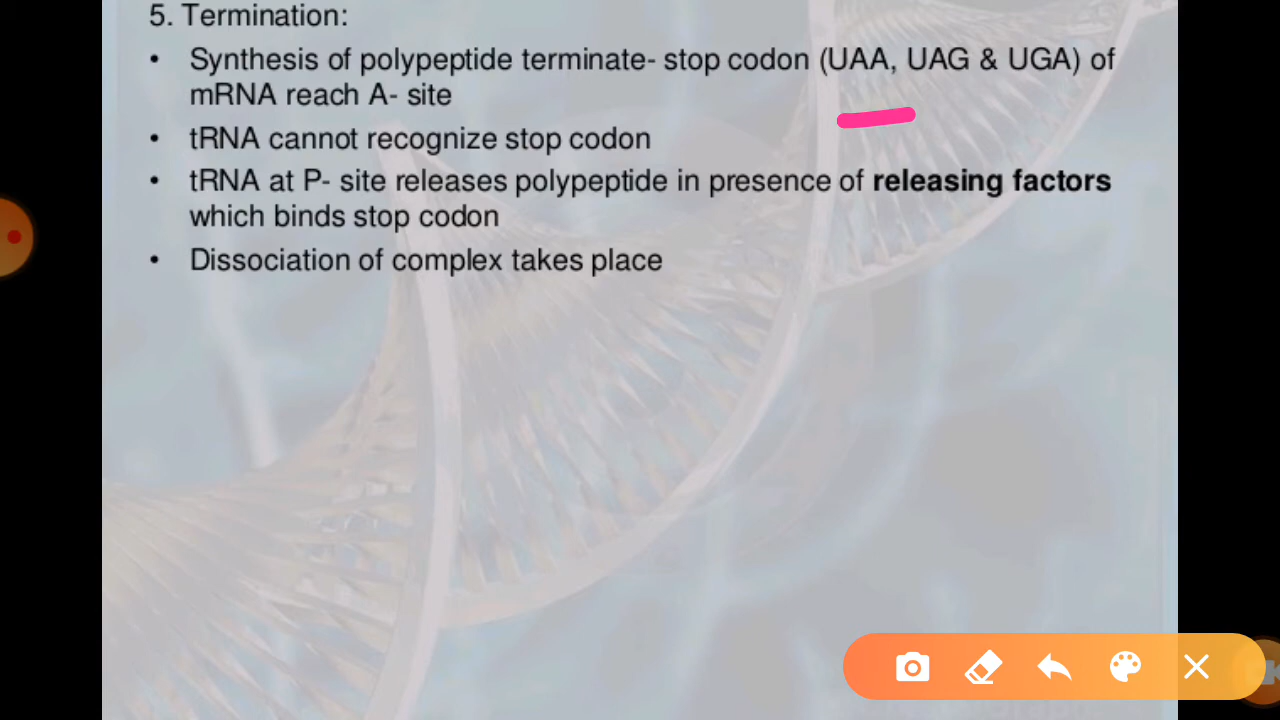 5. Termination:
• Synthesis of polypeptide terminate- stop codon (UAA, UAG & UGA) of
mRNA reach A- site
• tRNA cannot recognize stop codon
• tRNA at P- site releases polypeptide in presence of releasing factors
which binds stop codon
• Dissociation of complex takes place